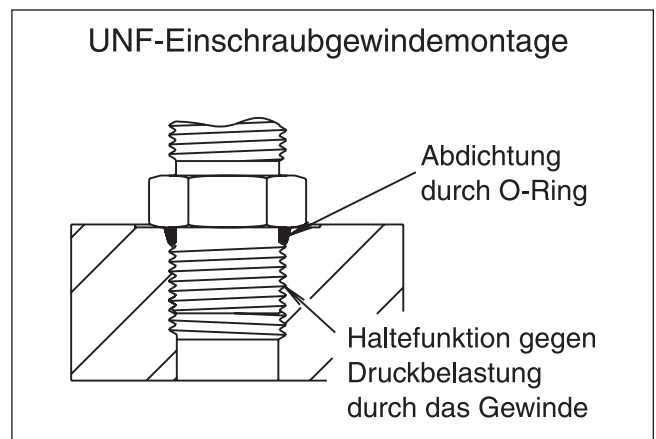 UNF-Einschraubgewindemontage
Abdichtung
durch O-Ring
Haltefunktion gegen
Druckbelastung
durch das Gewinde